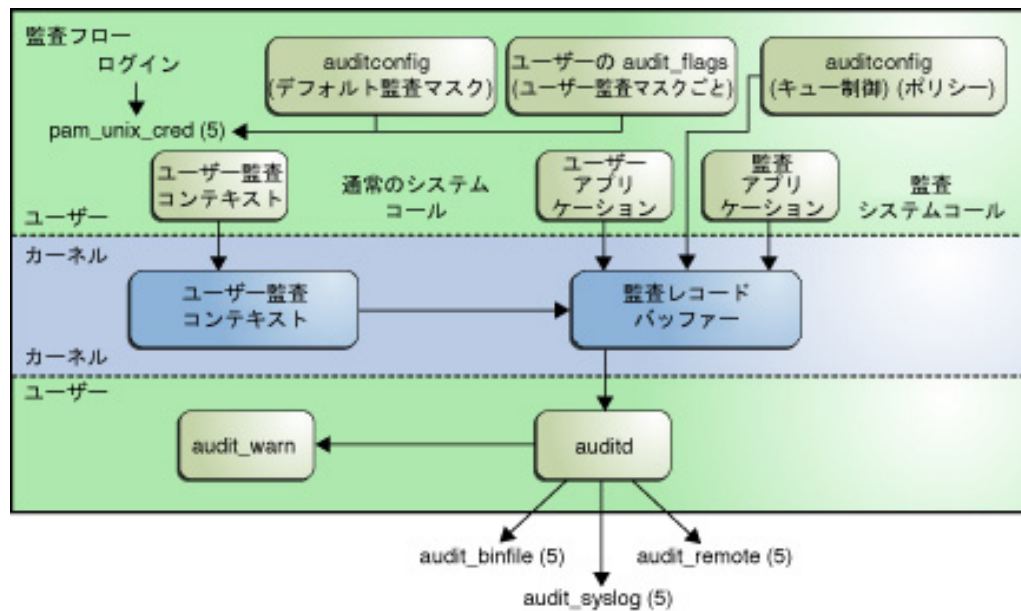 監査フロー
ログイン
pam_unix_cred (5)
auditconfig
(デフォルト監査マスク)
ユーザーの audit_flags
(ユーザー監査マスクごと)
auditconfig
(キュー制御) (ポリシー)
ユーザー監査
コンテキスト
通常のシステム
コール
ユーザー
アプリ
ケーション
監査
アプリ
ケーション
監査
システムコール
ユーザー
カーネル
ユーザー監査
コンテキスト
監査レコード
バッファー
カーネル
ユーザー
audit_warn
auditd
audit_binfile (5)
audit_remote (5)
audit_syslog (5)